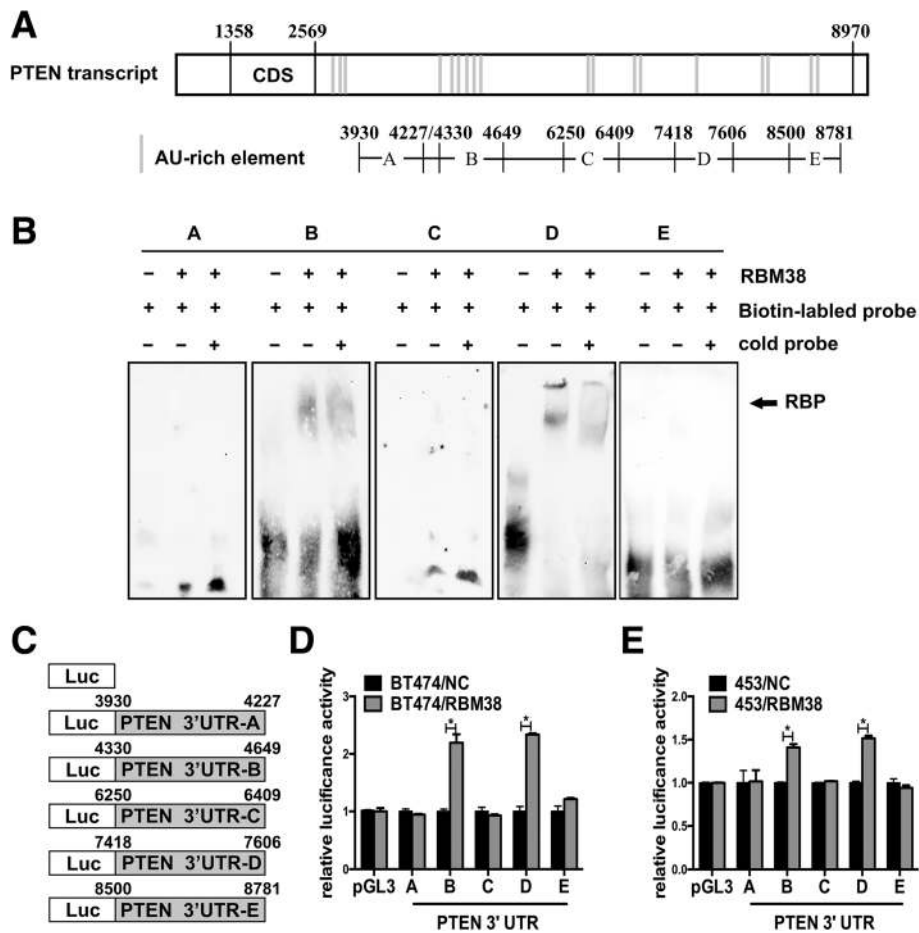 A
1358 2569 8970
PTEN transcript CDS
3930 4227/4330 4649 6250 6409 7418 7606 8500 8781
AU-rich element A B C D E
B
A B C D E
− + + − + + − + + − + + − + + RBM38
+ + + + + + + + + + + + + + + Biotin-labled probe
− − + − − + − − + − − + − − + cold probe
RBP
C
Luc
3930 4227
Luc PTEN 3'UTR-A
4330 4649
Luc PTEN 3'UTR-B
6250 6409
Luc PTEN 3'UTR-C
7418 7606
Luc PTEN 3'UTR-D
8500 8781
Luc PTEN 3'UTR-E
D
BT474/NC
BT474/RBM38
relative lucificance activity
3
2
1
0
* *
pGL3 A B C D E
PTEN 3' UTR
E
453/NC
453/RBM38
relative lucificance activity
2.0
1.5
1.0
0.5
0.0
* *
pGL3 A B C D E
PTEN 3' UTR